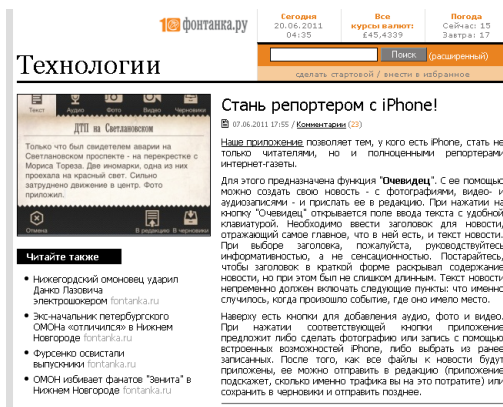 10 фонтанка.ру
Сегодня
20.06.2011
04:35
Все
курсы валют:
£45,4339
Погода
Сейчас: 15
Завтра: 17
Поиск (расширенный)
сделать стартовой / внести в избранное
Технологии
Текст Аудио Фото Видео Черновики
ДТП на Светлановском
Только что был свидетелем аварии на
Светлановском проспекте - на перекрестке с
Мориса Тореза. Две иномарки, одна из них
проехала на красный свет. Сильно
затруднено движение в центр. Фото
приложил.
Отмена В редакцию В черновики
Читайте также
Нижегородский омоновец ударил
Данко Лазовича
электрошокером fontanka.ru
Экс-начальник петербургского
ОМОНа «отличился» в Нижнем
Новгороде fontanka.ru
Фурсенко освистали
выпускники fontanka.ru
ОМОН избивает фанатов "Зенита" в
Нижнем Новгороде fontanka.ru
Стань репортером с iPhone!
07.06.2011 17:55 / Комментарии (23)
Наше приложение позволяет тем, у кого есть iPhone, стать не
только читателями, но и полноценными репортерами
интернет-газеты.
Для этого предназначена функция "Очевидец". С ее помощью
можно создать свою новость - с фотографиями, видео- и
аудиозаписями - и прислать ее в редакцию. При нажатии на
кнопку "Очевидец" открывается поле ввода текста с удобной
клавиатурой. Необходимо ввести заголовок для новости,
отражающий самое главное, что в ней есть, и текст новости.
При выборе заголовка, пожалуйста, руководствуйтесь
информативностью, а не сенсационностью. Постарайтесь,
чтобы заголовок в краткой форме раскрывал содержание
новости, но при этом был не слишком длинным. Текст новости
непременно должен включать следующие пункты: что именно
случилось, когда произошло событие, где оно имело место.
Наверху есть кнопки для добавления аудио, фото и видео.
При нажатии соответствующей кнопки приложение
предложит либо сделать фотографию или запись с помощью
встроенных возможностей iPhone, либо выбрать из ранее
записанных. После того, как все файлы к новости будут
приложены, ее можно отправить в редакцию (приложение
подскажет, сколько именно трафика вы на это потратите) или
сохранить в черновики и отправить позднее.